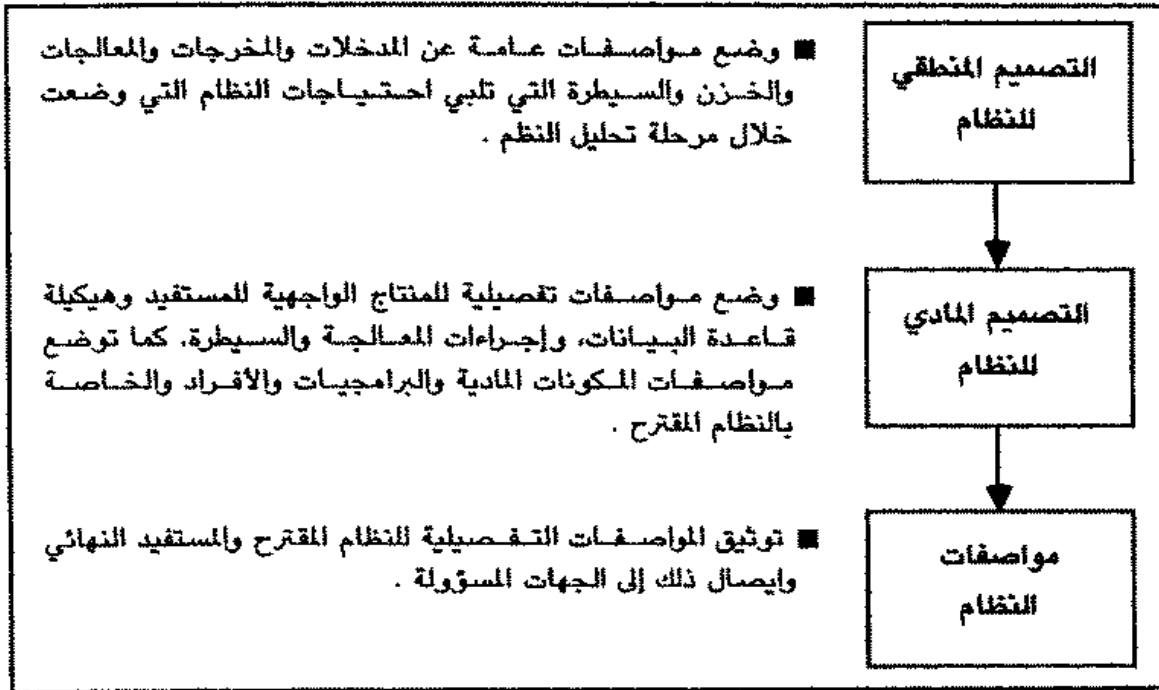 التصميم المنطقي
للنظام
■ وضع مواصفات عامة عن المدخلات والمخرجات والمعالجات
والخزن والسيطرة التي تلبي احتياجات النظام التي وضعت
خلال مرحلة تحليل النظم .
التصميم المادي
للنظام
■ وضع مواصفات تفصيلية للمنتاج الواجهية للمستفيد وهيكيلة
قاعدة البيانات، وإجراءات المعالجة والسيطرة. كما توضع
مواصفات المكونات المادية والبرامجيات والأفراد والخاصة
بالنظام المقترح .
مواصفات
النظام
■ توثيق المواصفات التفصيلية للنظام المقترح والمستفيد النهائي
وايصال ذلك إلى الجهات المسؤولة .